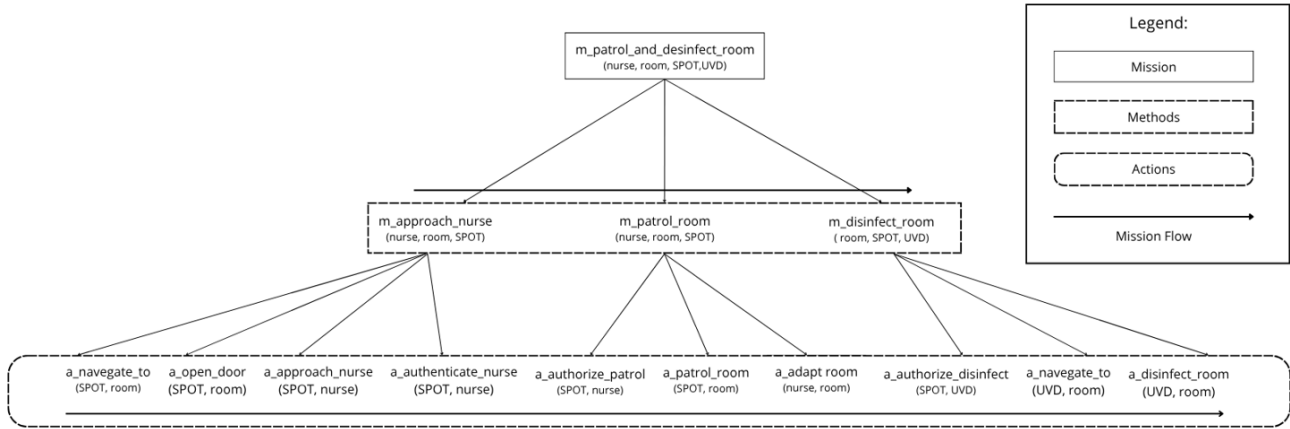 Legend:
Mission
Methods
Actions
Mission Flow
m_patrol_and_desinfect_room
(nurse, room, SPOT,UVD)
m_approach_nurse
(nurse, room, SPOT)
m_patrol_room
(nurse, room, SPOT)
m_disinfect_room
( room, SPOT, UVD)
a_navigate_to
(SPOT, room)
a_open_door
(SPOT, room)
a_approach_nurse
(SPOT, nurse)
a_authenticate_nurse
(SPOT, nurse)
a_authorize_patrol
(SPOT, nurse)
a_patrol_room
(SPOT, room)
a_adapt room
(nurse, room)
a_authorize_disinfect
(SPOT, UVD)
a_navegate_to
(UVD, room)
a_disinfect_room
(UVD, room)